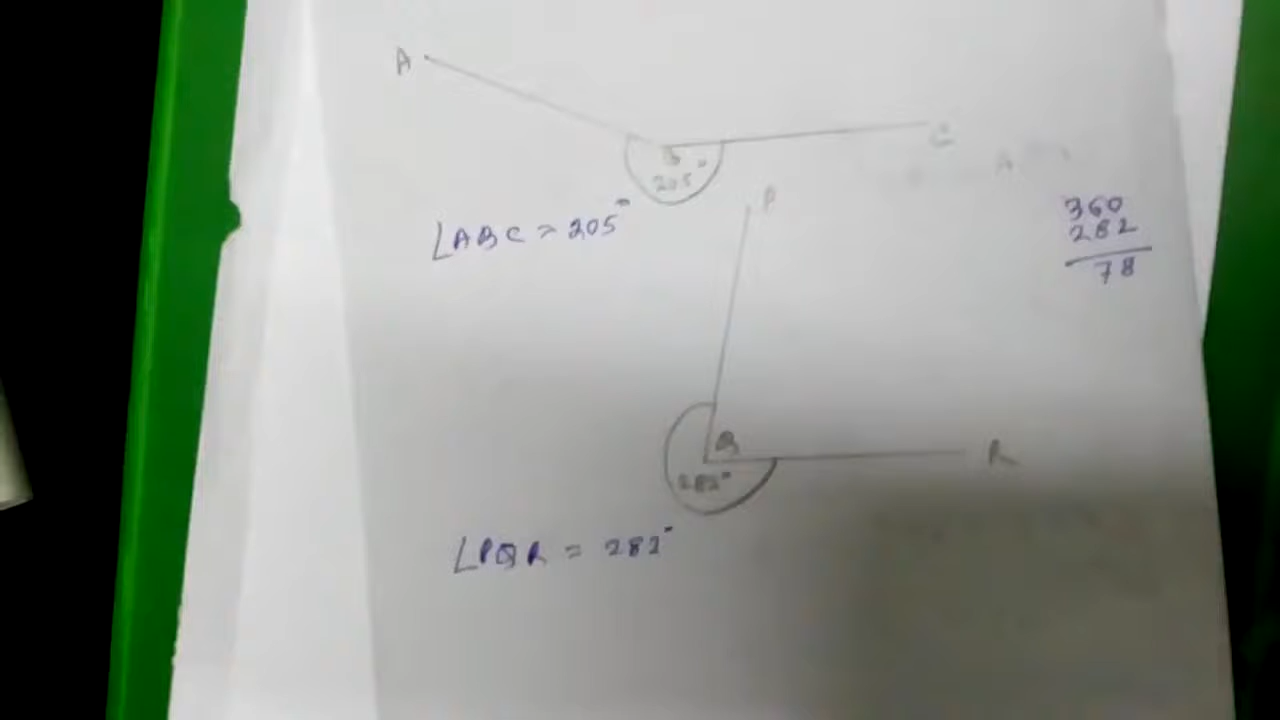 A
B
C
205°
∠ABC = 205°
P
360
282
78
Q
R
282°
∠PQR = 282°